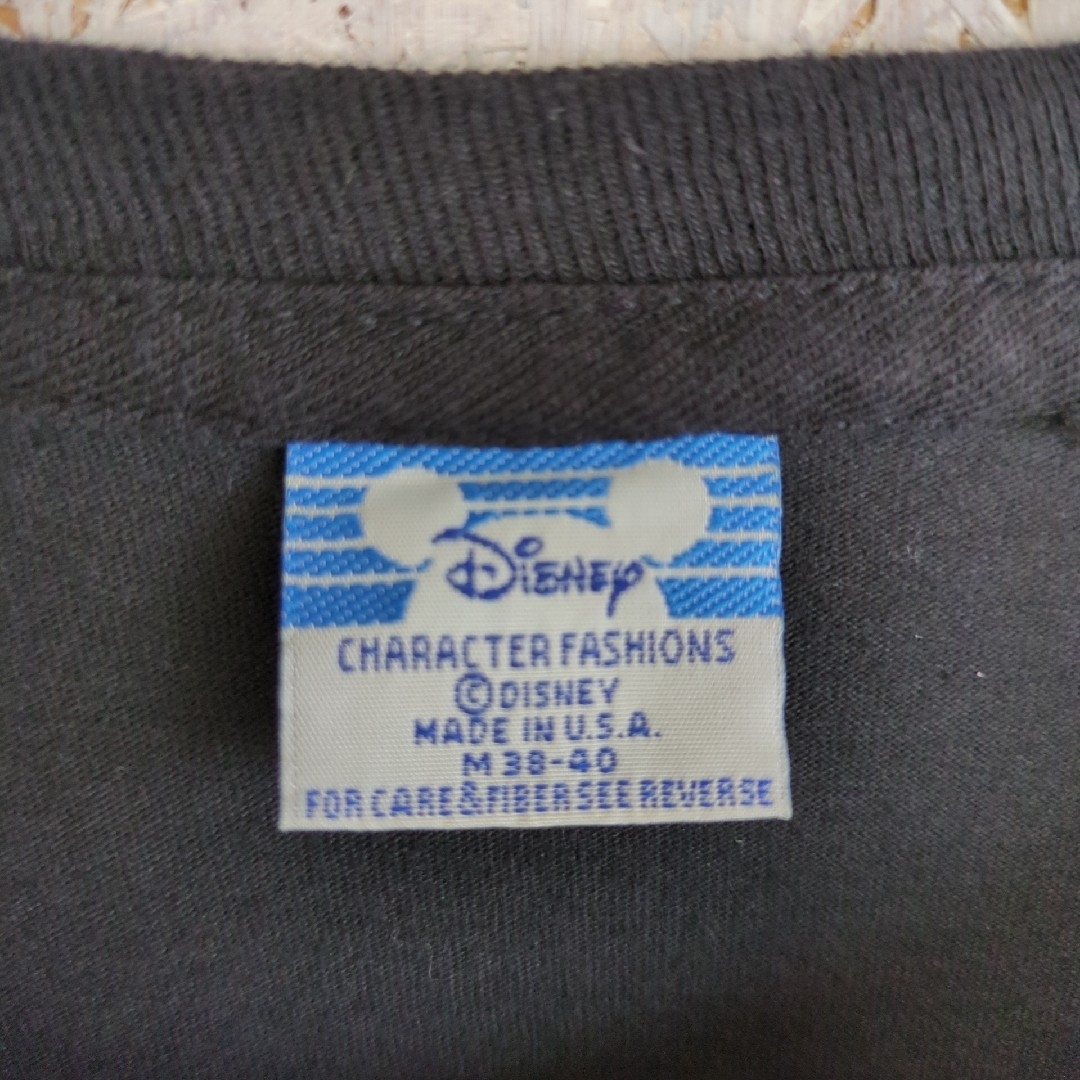 Disney
CHARACTER FASHIONS
©DISNEY
MADE IN U.S.A.
M 38-40
FOR CARE & FIBER SEE REVERSE